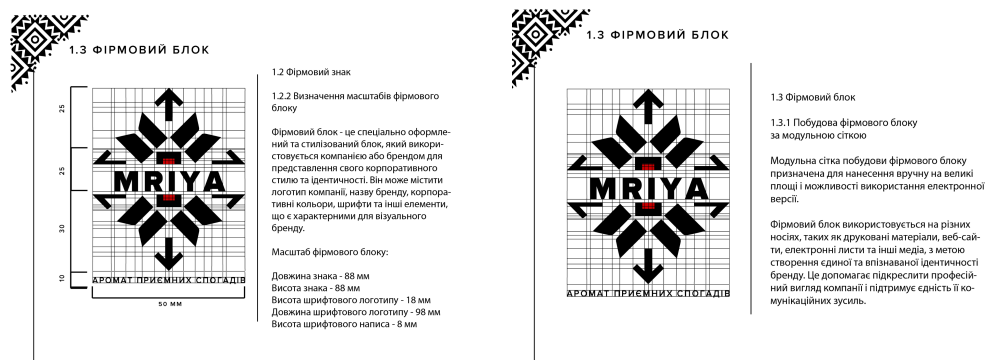 1.3 ФІРМОВИЙ БЛОК
25
25
30
10
MRIYA
АРОМАТ ПРИЄМНИХ СПОГАДІВ
50 ММ
1.2 Фірмовий знак
1.2.2 Визначення масштабів фірмового
блоку
Фірмовий блок - це спеціально оформле-
ний та стилізований блок, який викори-
стовується компанією або брендом для
представлення свого корпоративного
стилю та ідентичності. Він може містити
логотип компанії, назву бренду, корпора-
тивні кольори, шрифти та інші елементи,
що є характерними для візуального
бренду.
Масштаб фірмового блоку:
Довжина знака - 88 мм
Висота знака - 88 мм
Висота шрифтового логотипу - 18 мм
Довжина шрифтового логотипу - 98 мм
Висота шрифтового напису - 8 мм
1.3 ФІРМОВИЙ БЛОК
MRIYA
АРОМАТ ПРИЄМНИХ СПОГАДІВ
1.3 Фірмовий блок
1.3.1 Побудова фірмового блоку
за модульною сіткою
Модульна сітка побудови фірмового блоку
призначена для нанесення вручну на великі
площі і можливості використання електронної
версії.
Фірмовий блок використовується на різних
носіях, таких як друковані матеріали, веб-сай-
ти, електронні листи та інші медіа, з метою
створення єдиної та впізнаваної ідентичності
бренду. Це допомагає підкреслити професій-
ний вигляд компанії і підтримує єдність її ко-
мунікаційних зусиль.